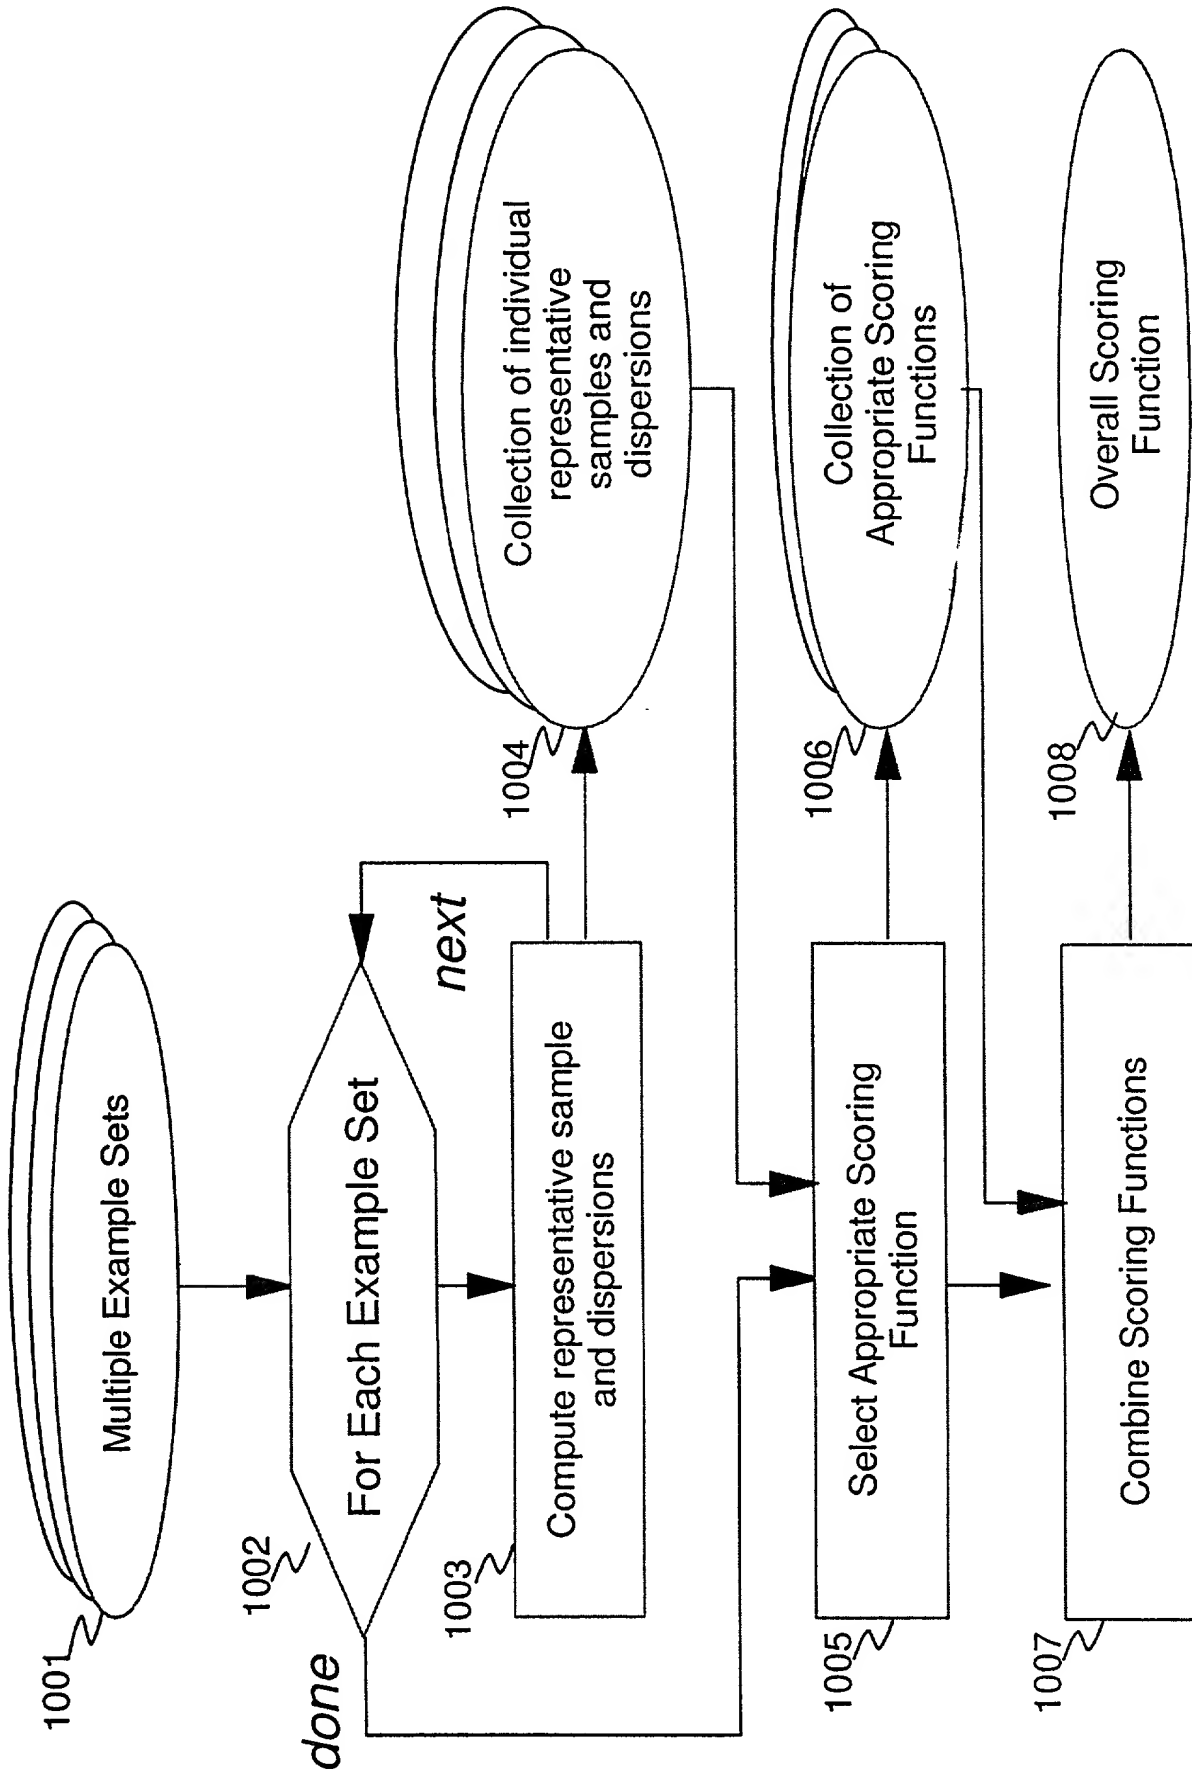 1001
Multiple Example Sets
1002
For Each Example Set
done
next
1003
Compute representative sample
and dispersions
1004
Collection of individual
representative
samples and
dispersions
1005
Select Appropriate Scoring
Function
1006
Collection of
Appropriate Scoring
Functions
1007
Combine Scoring Functions
1008
Overall Scoring
Function